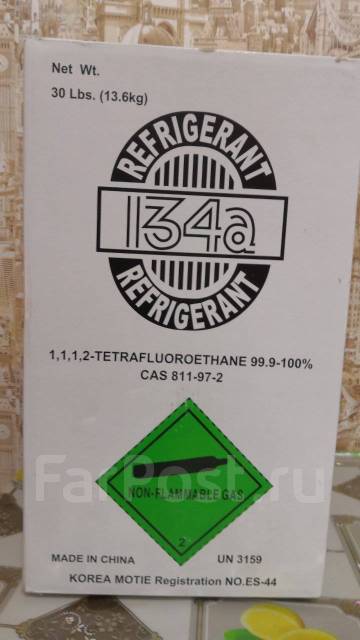 Net Wt.
30 Lbs. (13.6kg)
REFRIGERANT
134a
REFRIGERANT
1,1,1,2-TETRAFLUOROETHANE 99.9-100%
CAS 811-97-2
NON-FLAMMABLE GAS
FarPost.ru
2
MADE IN CHINA UN 3159
KOREA MOTIE Registration NO.ES-44